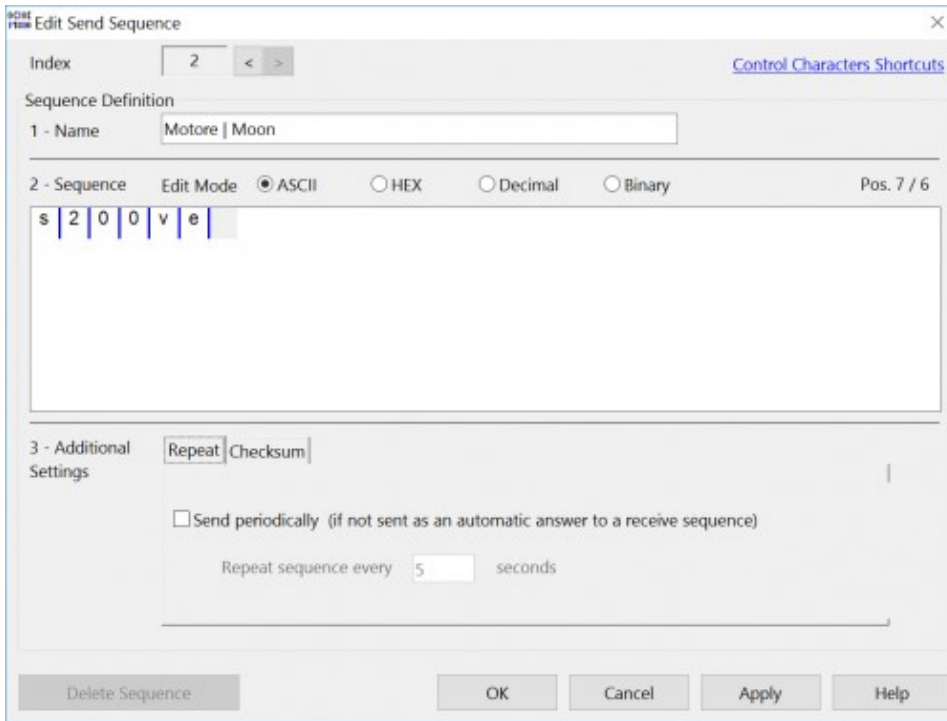 Edit Send Sequence
Index 2 < >
Control Characters Shortcuts
Sequence Definition
1 - Name Motore | Moon
2 - Sequence Edit Mode ASCII HEX Decimal Binary Pos. 7 / 6
s 2 0 0 v e
3 - Additional Settings
Repeat Checksum
Send periodically (if not sent as an automatic answer to a receive sequence)
Repeat sequence every 5 seconds
Delete Sequence OK Cancel Apply Help